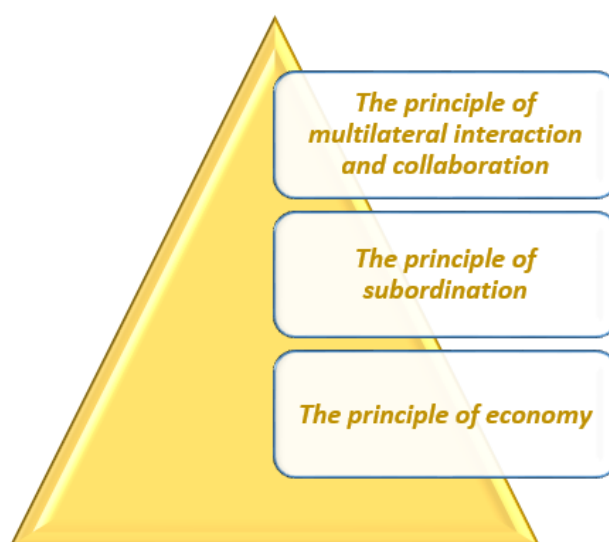 The principle of
multilateral interaction
and collaboration
The principle of
subordination
The principle of economy